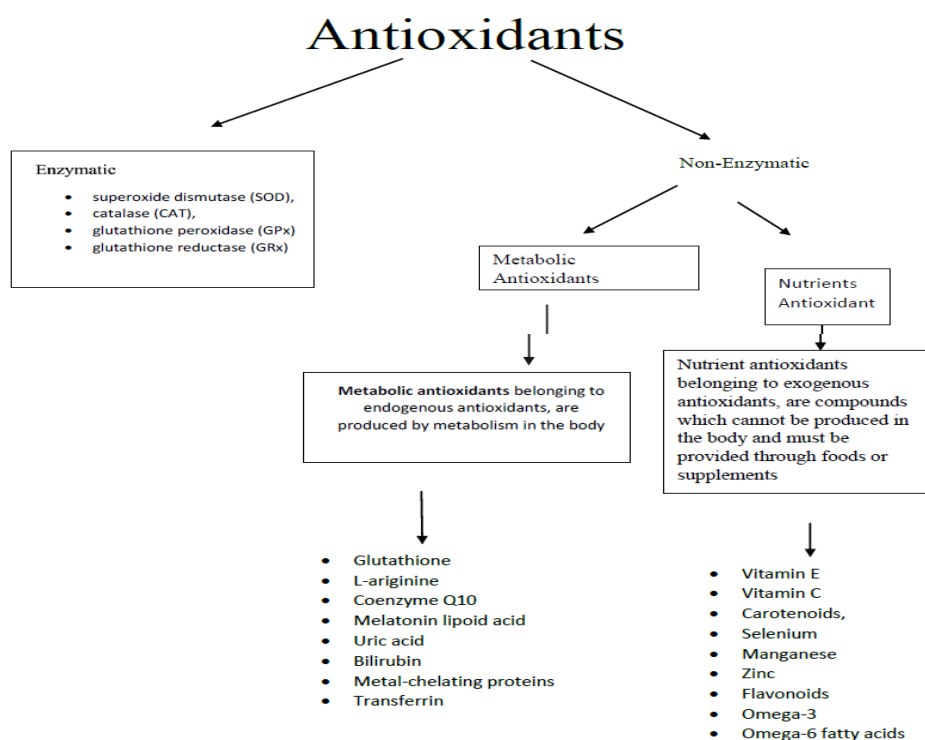 Antioxidants
Enzymatic
• superoxide dismutase (SOD),
• catalase (CAT),
• glutathione peroxidase (GPx)
• glutathione reductase (GRx)
Non-Enzymatic
Metabolic
Antioxidants
Nutrients
Antioxidant
Metabolic antioxidants belonging to
endogenous antioxidants, are
produced by metabolism in the body
Nutrient antioxidants
belonging to exogenous
antioxidants, are compounds
which cannot be produced in
the body and must be
provided through foods or
supplements
• Glutathione
• L-ariginine
• Coenzyme Q10
• Melatonin lipoid acid
• Uric acid
• Bilirubin
• Metal-chelating proteins
• Transferrin
• Vitamin E
• Vitamin C
• Carotenoids,
• Selenium
• Manganese
• Zinc
• Flavonoids
• Omega-3
• Omega-6 fatty acids